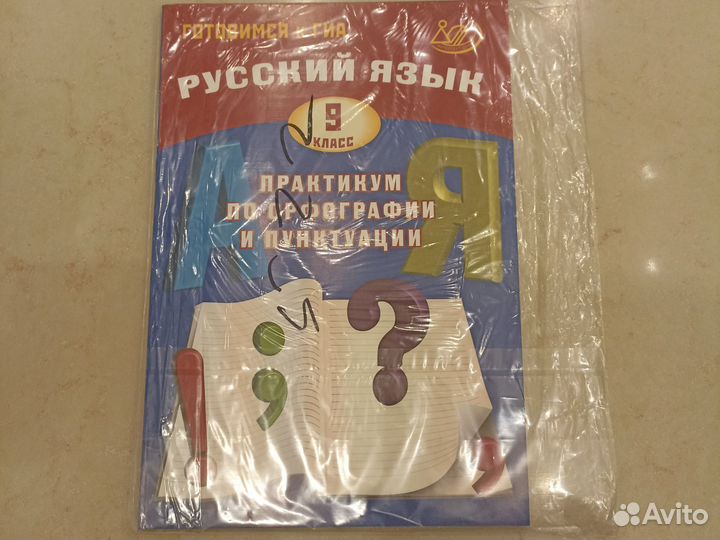 ГОТОВИМСЯ К ГИА
РУССКИЙ ЯЗЫК
9
КЛАСС
ПРАКТИКУМ
ПО ОРФОГРАФИИ
И ПУНКТУАЦИИ
А Я
! ; ? ,
Avito